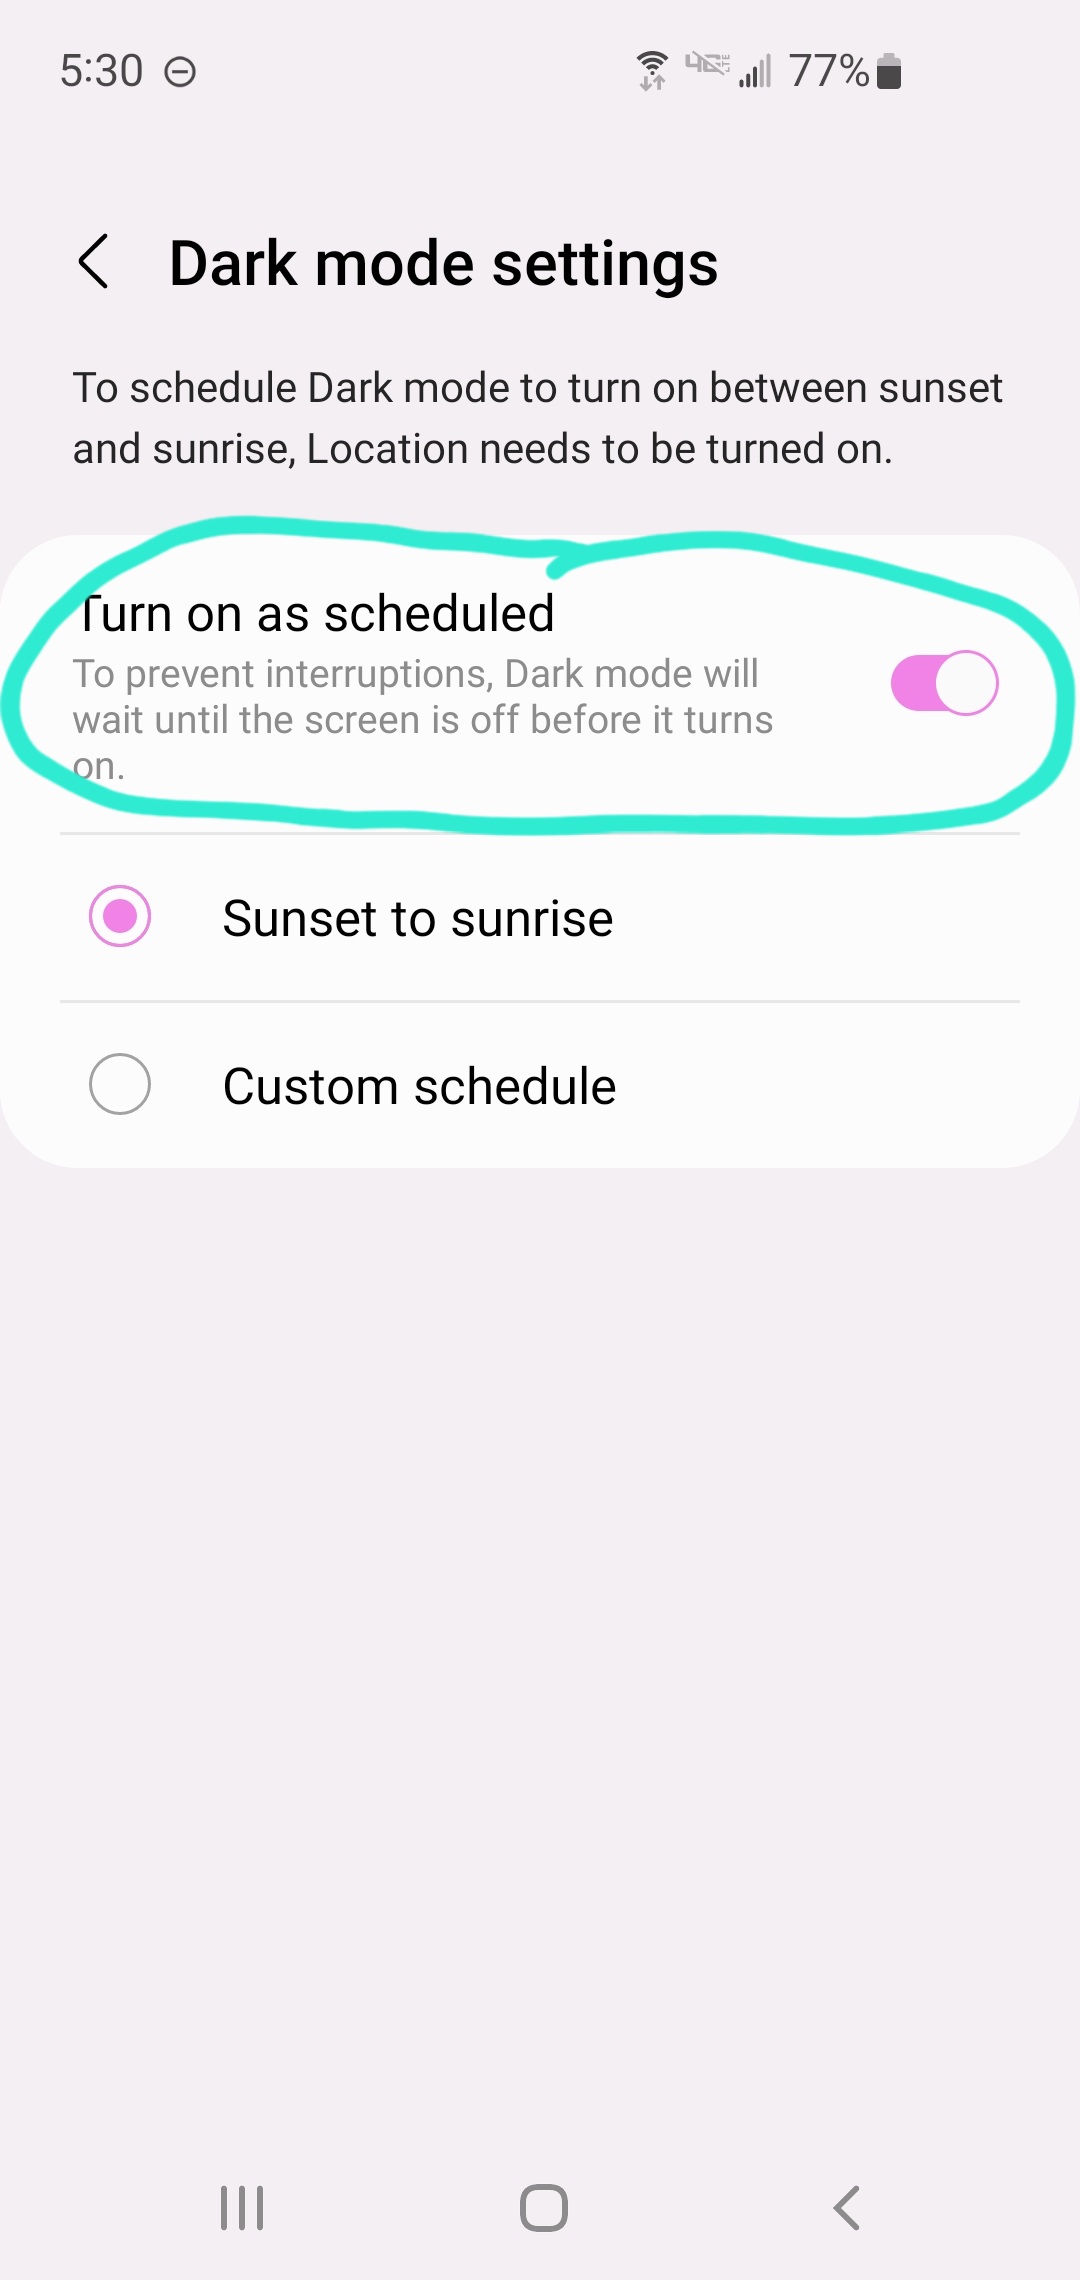 5:30 4G LTE 77%
Dark mode settings
To schedule Dark mode to turn on between sunset
and sunrise, Location needs to be turned on.
Turn on as scheduled
To prevent interruptions, Dark mode will
wait until the screen is off before it turns
on.
Sunset to sunrise
Custom schedule